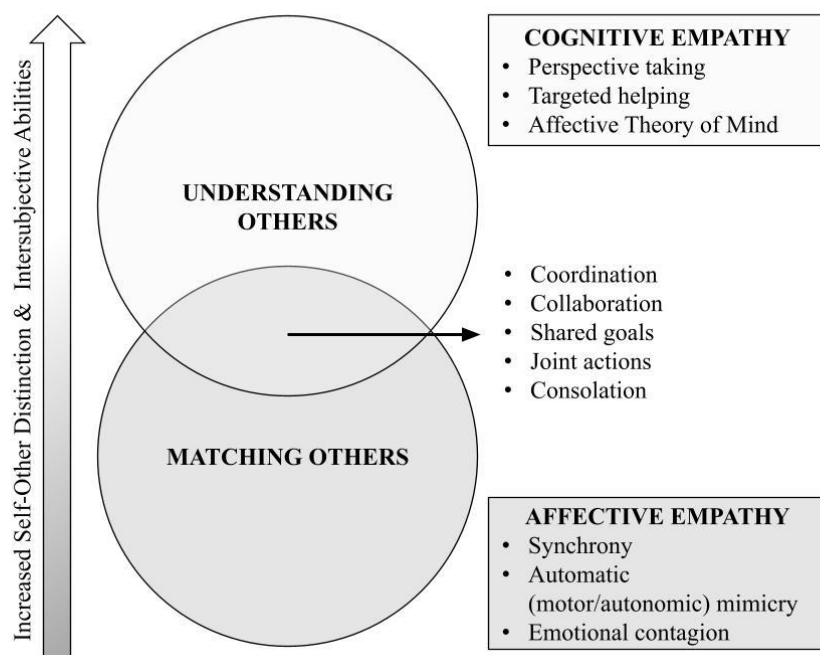 Increased Self-Other Distinction & Intersubjective Abilities
COGNITIVE EMPATHY
• Perspective taking
• Targeted helping
• Affective Theory of Mind
UNDERSTANDING
OTHERS
• Coordination
• Collaboration
• Shared goals
• Joint actions
• Consolation
MATCHING OTHERS
AFFECTIVE EMPATHY
• Synchrony
• Automatic
(motor/autonomic) mimicry
• Emotional contagion